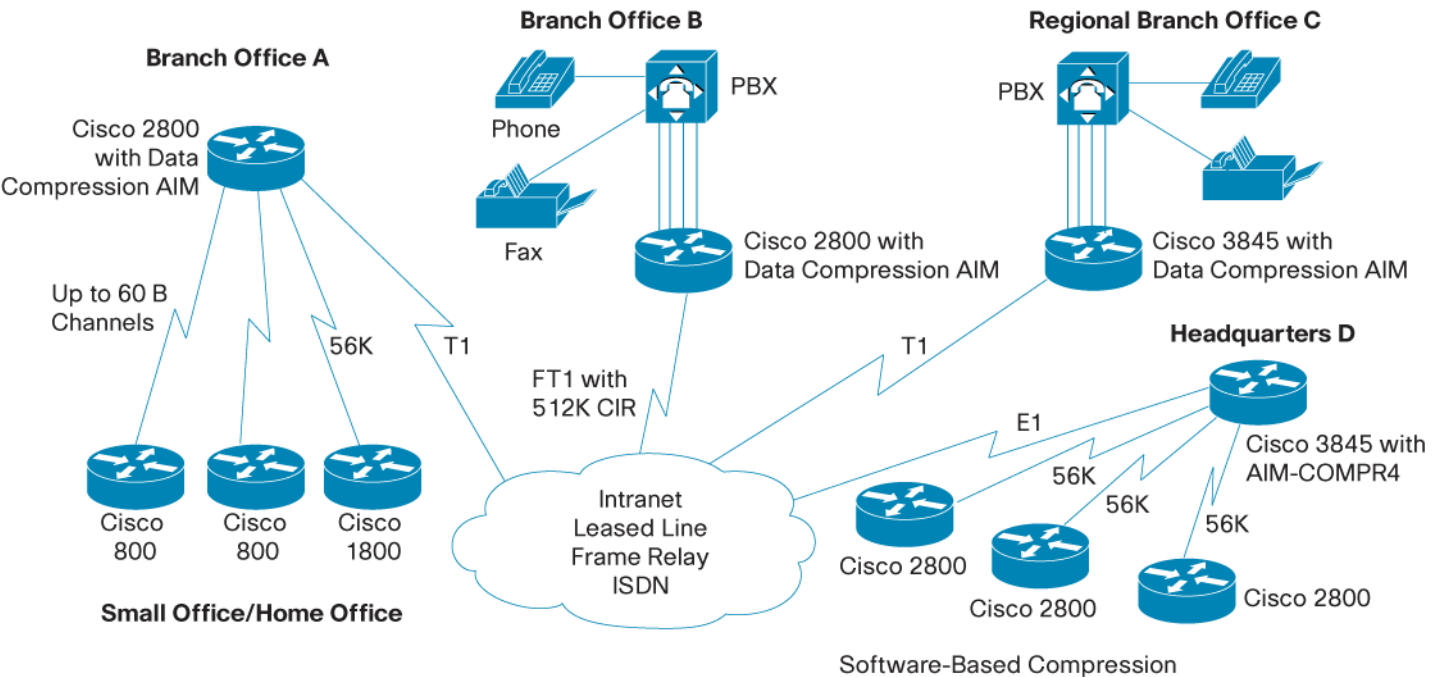 Branch Office A
Cisco 2800
with Data
Compression AIM
Up to 60 B
Channels
56K
T1
Cisco
800
Cisco
800
Cisco
1800
Small Office/Home Office
Branch Office B
PBX
Phone
Fax
Cisco 2800 with
Data Compression AIM
FT1 with
512K CIR
Regional Branch Office C
PBX
Cisco 3845 with
Data Compression AIM
T1
Intranet
Leased Line
Frame Relay
ISDN
Headquarters D
E1
Cisco 3845 with
AIM-COMPR4
56K
56K
56K
Cisco 2800
Cisco 2800
Cisco 2800
Software-Based Compression